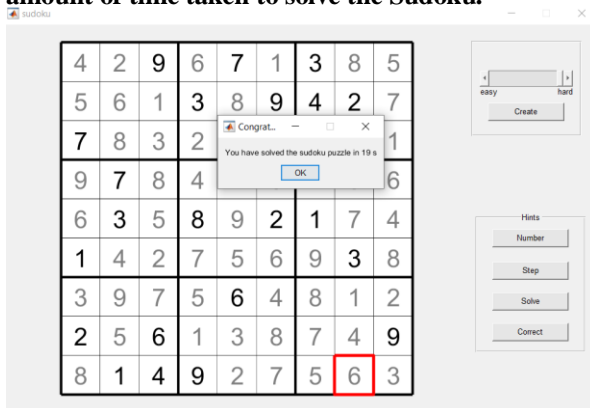 amount of time taken to solve the Sudoku.
sudoku
4 2 9 6 7 1 3 8 5
5 6 1 3 8 9 4 2 7
7 8 3 2 1
Congrat...
You have solved the sudoku puzzle in 19 s
OK
9 7 8 4 6
6 3 5 8 9 2 1 7 4
1 4 2 7 5 6 9 3 8
3 9 7 5 6 4 8 1 2
2 5 6 1 3 8 7 4 9
8 1 4 9 2 7 5 6 3
easy hard
Create
Hints
Number
Step
Solve
Correct